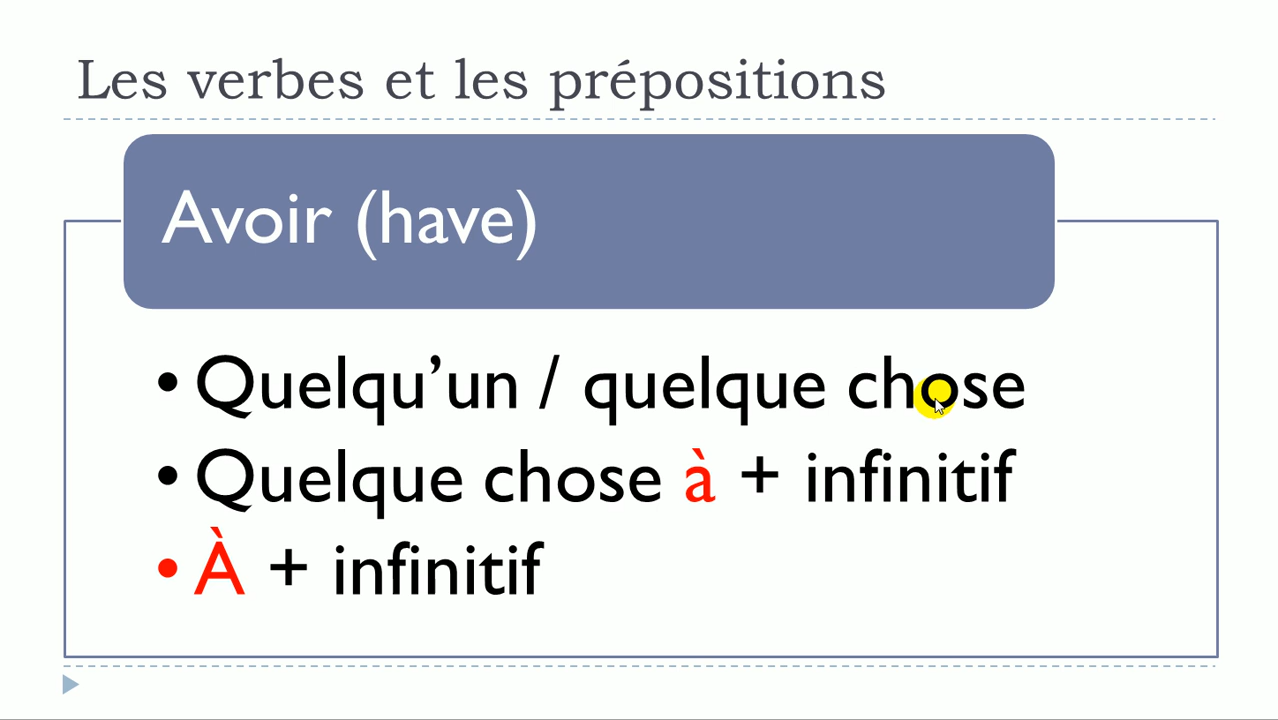 Les verbes et les prépositions
Avoir (have)
• Quelqu’un / quelque chose
• Quelque chose à + infinitif
• À + infinitif